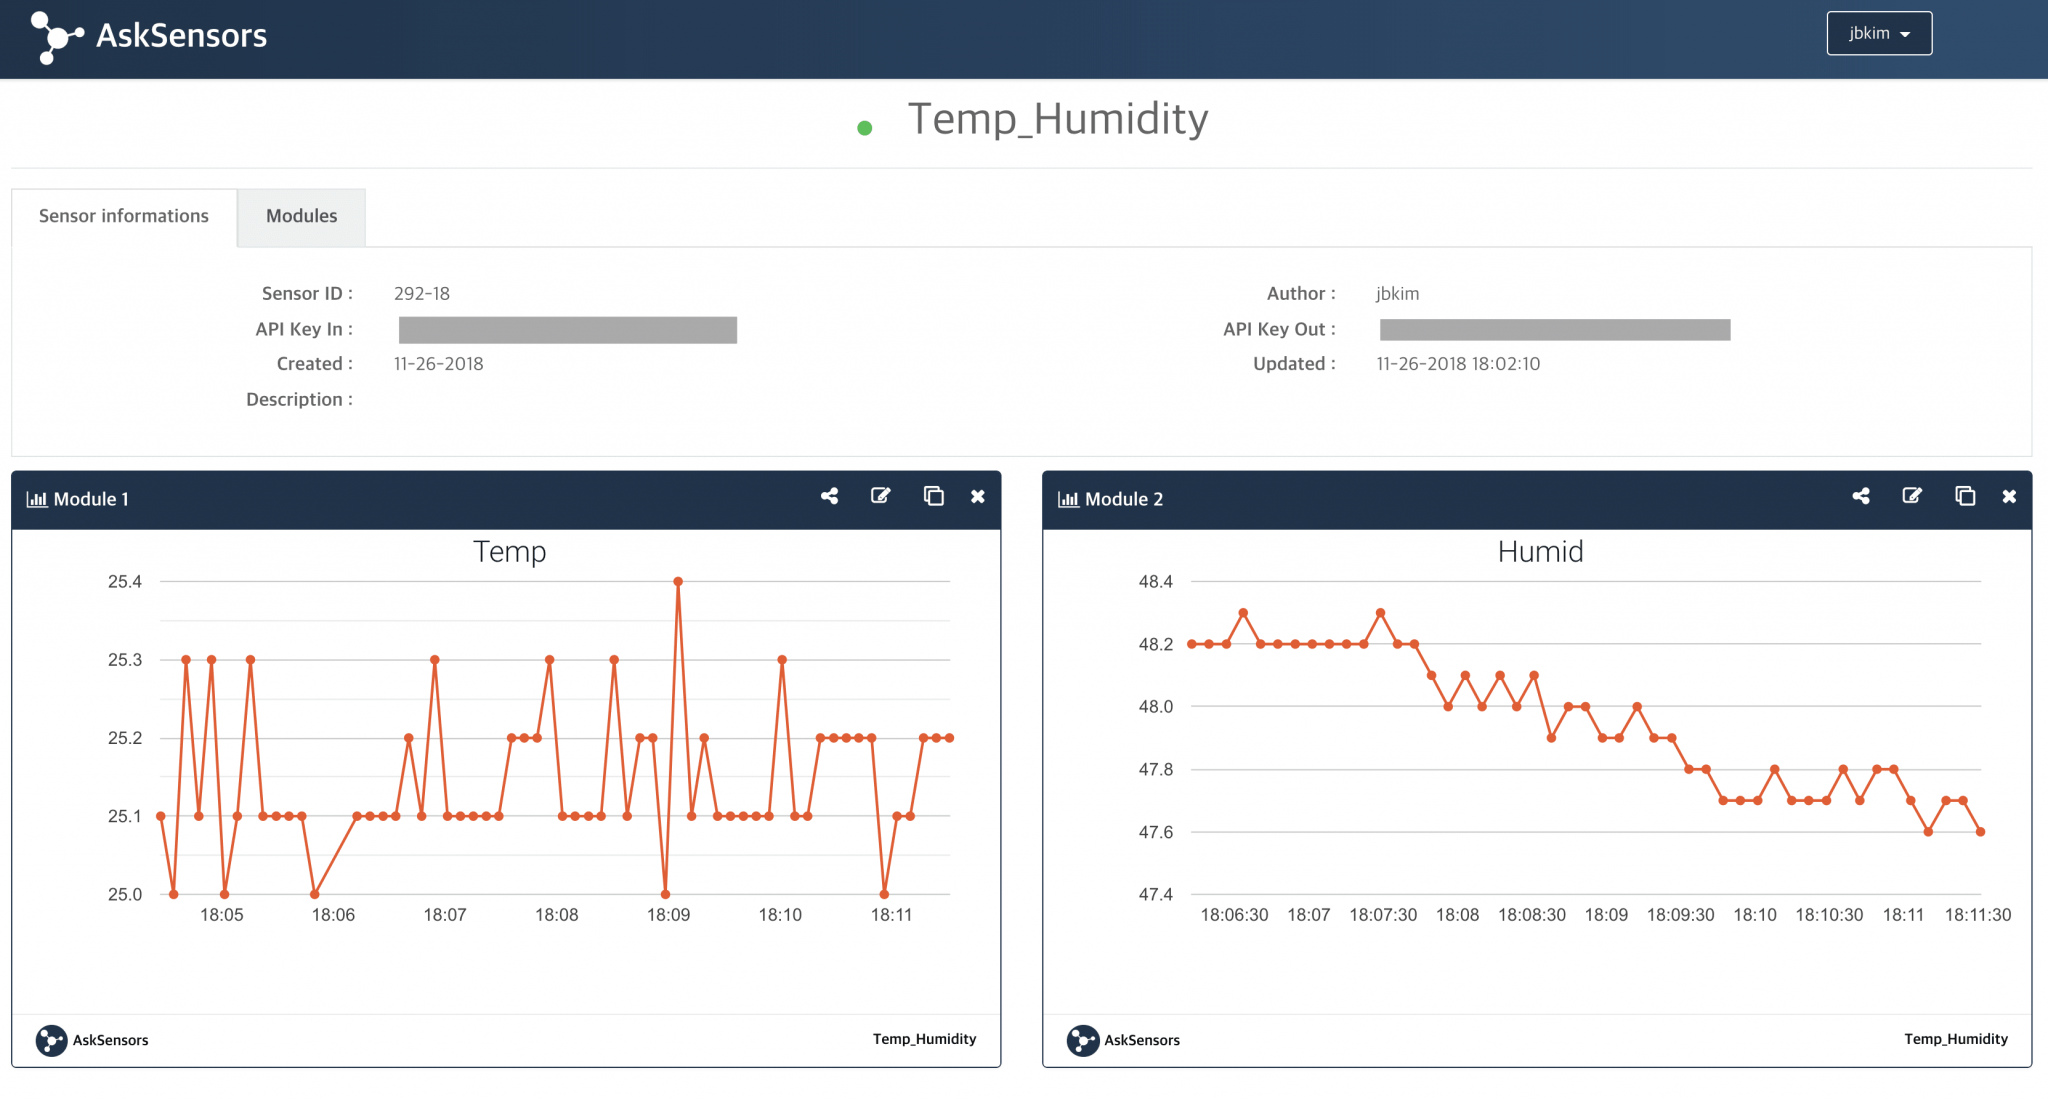 AskSensors
jbkim
Temp_Humidity
Sensor informations
Modules
Sensor ID : 292-18
Author : jbkim
API Key In :
API Key Out :
Created : 11-26-2018
Updated : 11-26-2018 18:02:10
Description :
Module 1
Temp
25.4
25.3
25.2
25.1
25.0
18:05 18:06 18:07 18:08 18:09 18:10 18:11
AskSensors
Temp_Humidity
Module 2
Humid
48.4
48.2
48.0
47.8
47.6
47.4
18:06:30 18:07 18:07:30 18:08 18:08:30 18:09 18:09:30 18:10 18:10:30 18:11 18:11:30
AskSensors
Temp_Humidity